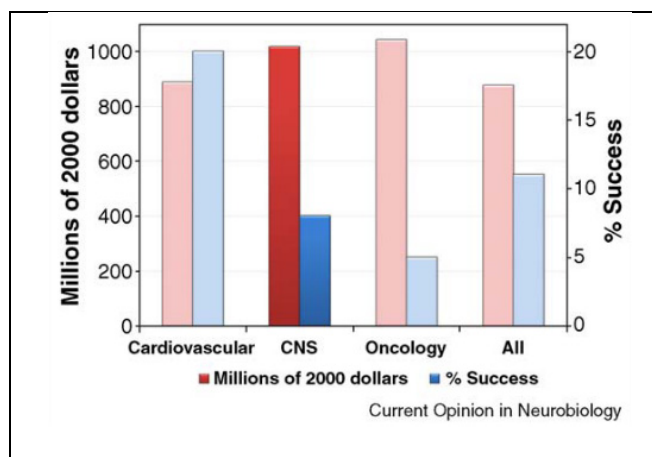 Millions of 2000 dollars
1000
800
600
400
200
0
20
15
10
5
0
% Success
Cardiovascular CNS Oncology All
Millions of 2000 dollars % Success
Current Opinion in Neurobiology